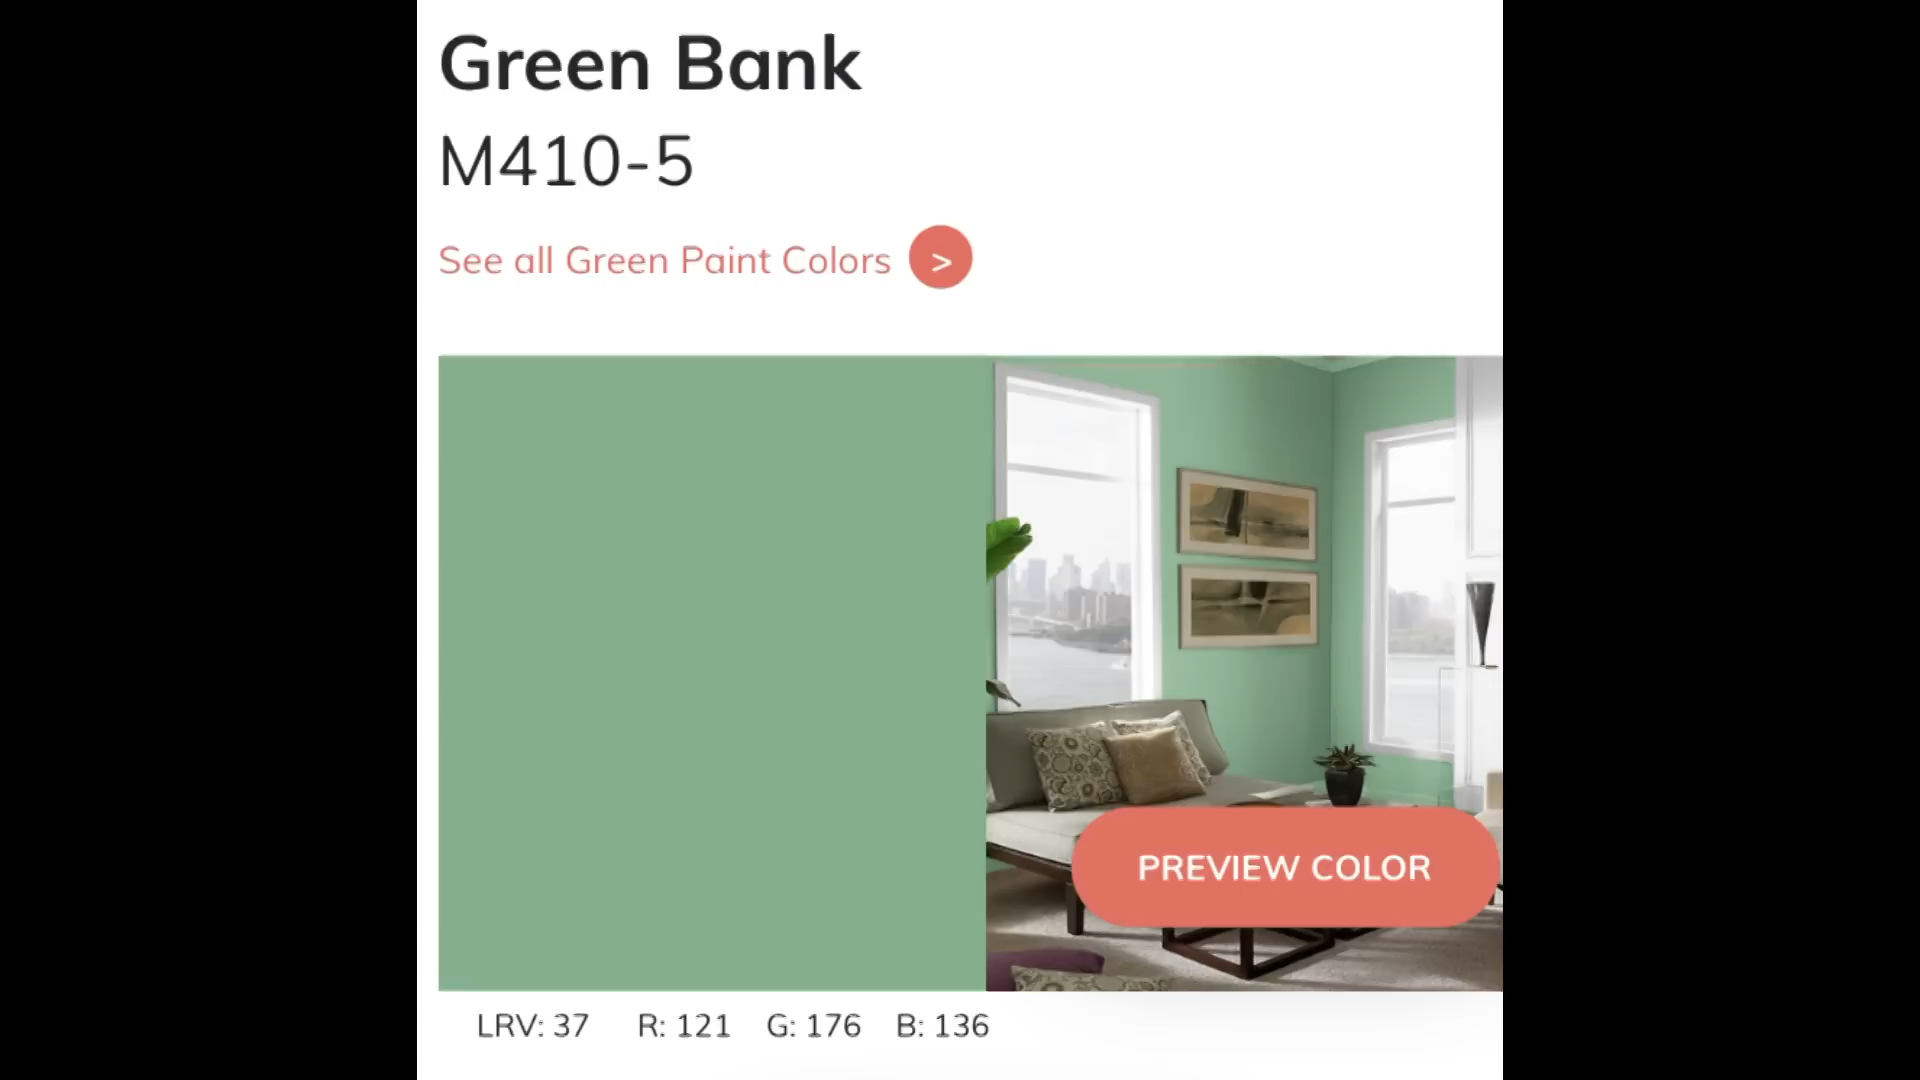 Green Bank
M410-5
See all Green Paint Colors >
PREVIEW COLOR
LRV: 37 R: 121 G: 176 B: 136